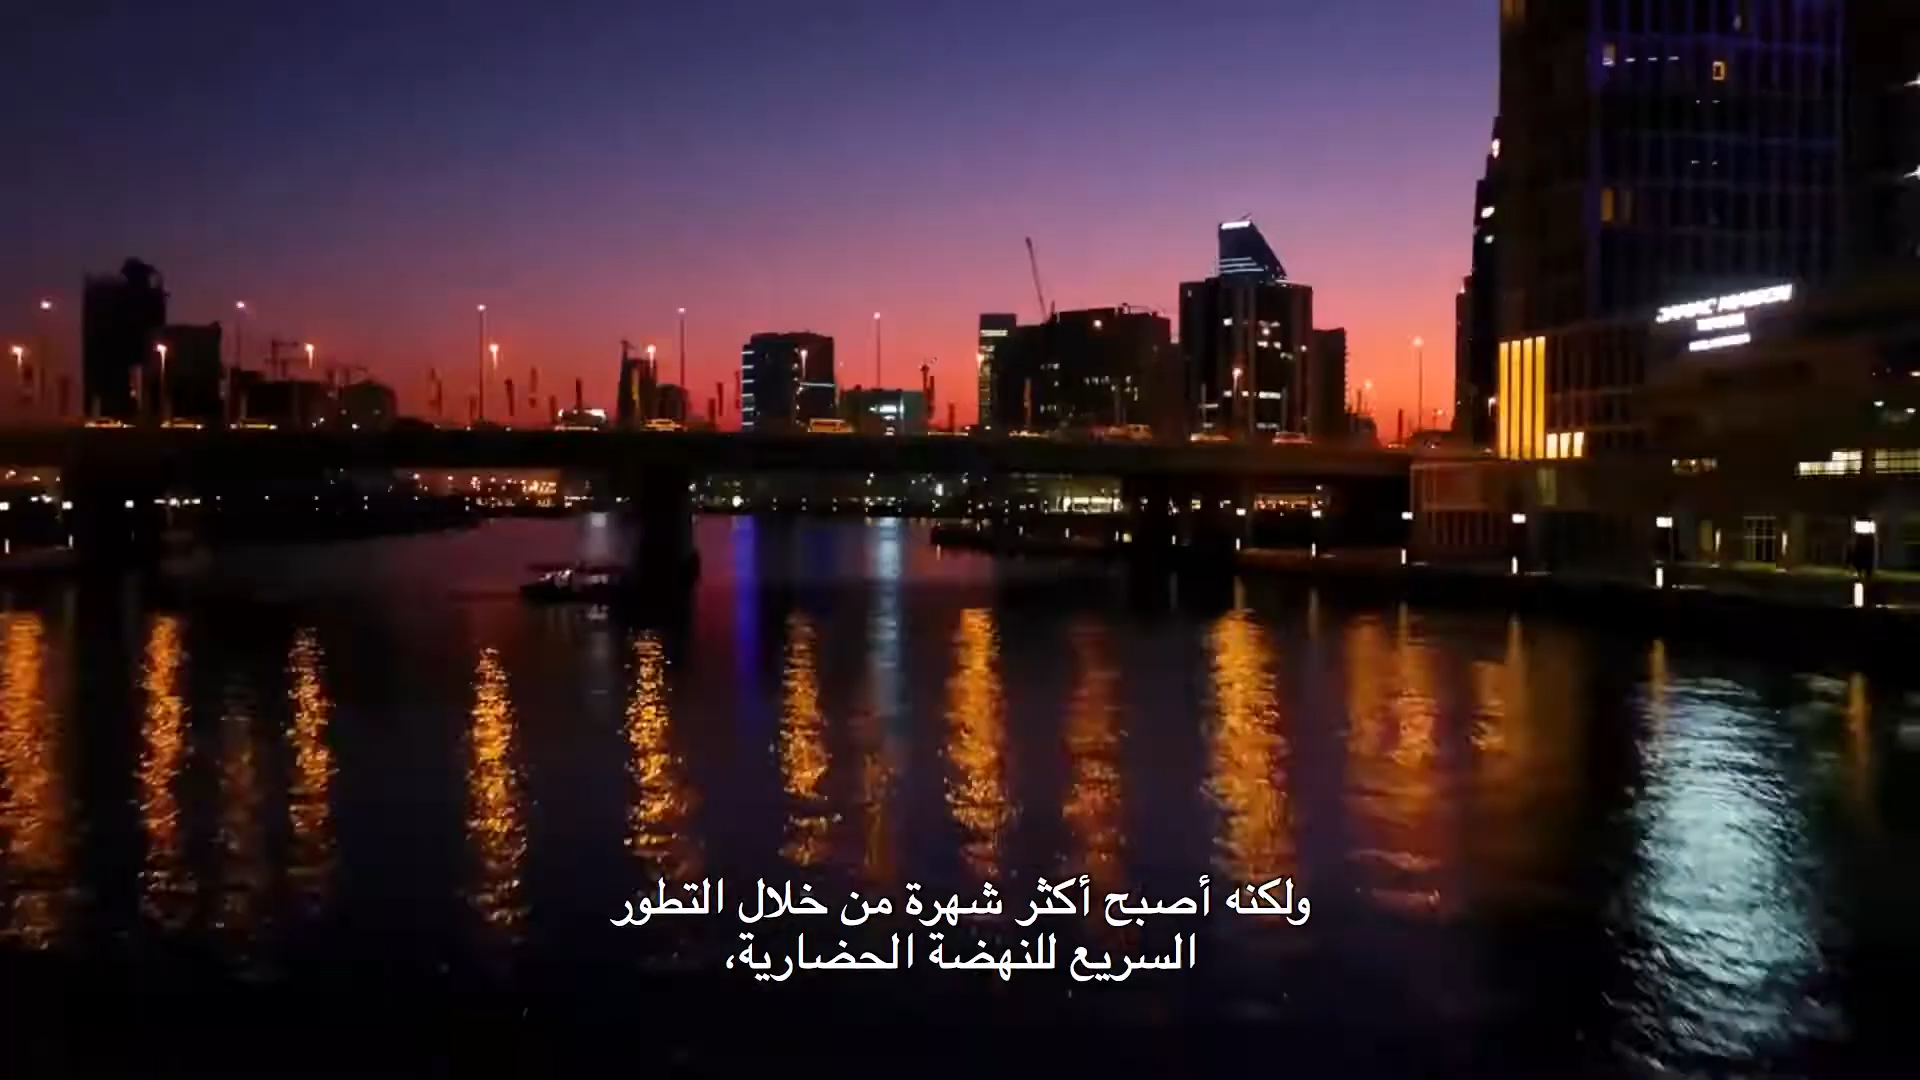 ولكنه أصبح أكثر شهرة من خلال التطور
السريع للنهضة الحضارية،